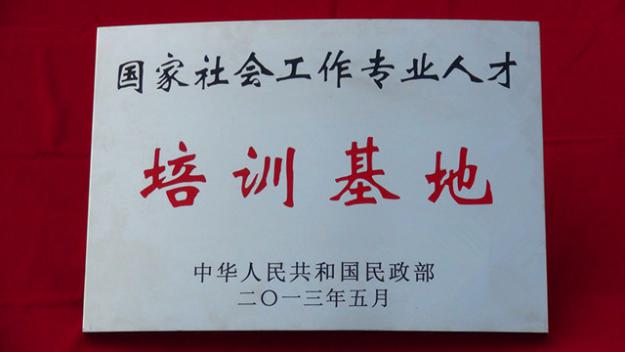 国家社会工作专业人才
培训基地
中华人民共和国民政部
二〇一三年五月